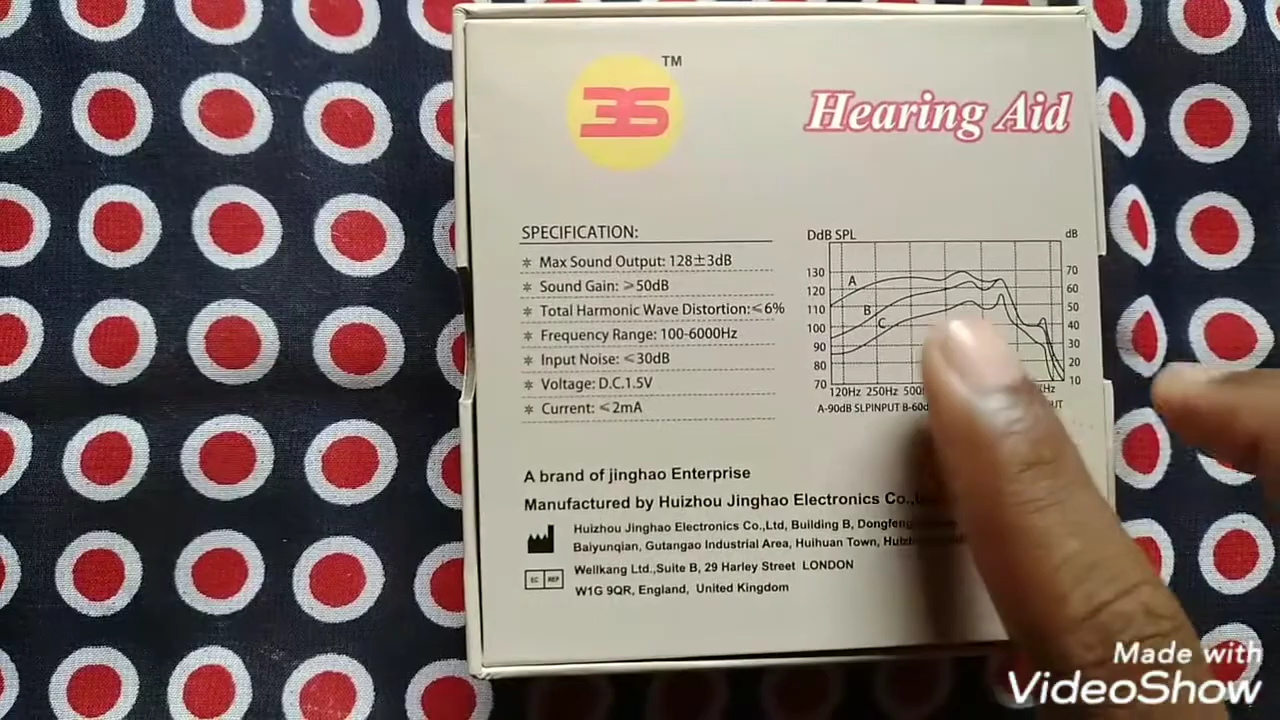 TM
3S
Hearing Aid
SPECIFICATION:
* Max Sound Output: 128±3dB
* Sound Gain: ⩾50dB
* Total Harmonic Wave Distortion:⩽6%
* Frequency Range: 100-6000Hz
* Input Noise: ⩽30dB
* Voltage: D.C.1.5V
* Current: ⩽2mA
DdB SPL
dB
130
120
110
100
90
80
70
A
B
C
70
60
50
40
30
20
10
120Hz 250Hz
A-90dB SLPINPUT
A brand of jinghao Enterprise
Manufactured by Huizhou Jinghao Electronics Co.,
Huizhou Jinghao Electronics Co.,Ltd, Building B,
Baiyunqian, Gutangao Industrial Area, Huihuan Town,
EC REP
Wellkang Ltd.,Suite B, 29 Harley Street LONDON
W1G 9QR, England, United Kingdom
Made with
VideoShow